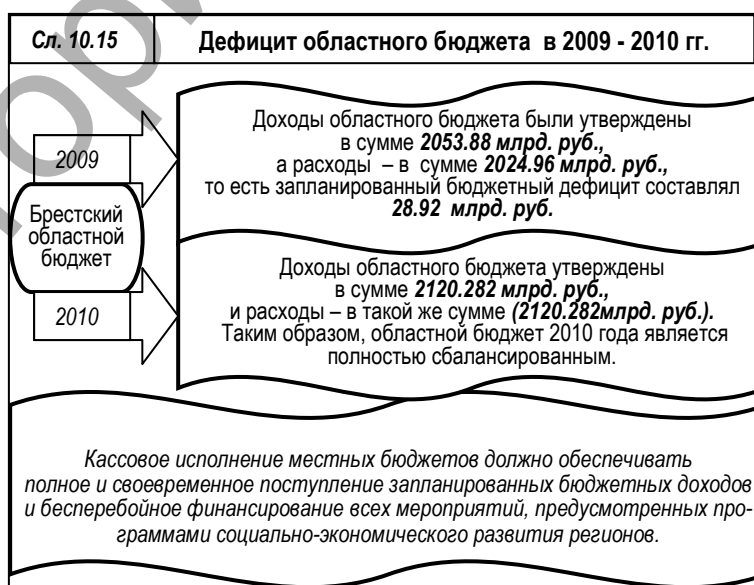 Сл. 10.15
Дефицит областного бюджета в 2009 - 2010 гг.
2009
Доходы областного бюджета были утверждены
в сумме 2053.88 млрд. руб.,
а расходы – в сумме 2024.96 млрд. руб.,
то есть запланированный бюджетный дефицит составлял
28.92 млрд. руб.
Брестский
областной
бюджет
2010
Доходы областного бюджета утверждены
в сумме 2120.282 млрд. руб.,
и расходы – в такой же сумме (2120.282млрд. руб.).
Таким образом, областной бюджет 2010 года является
полностью сбалансированным.
Кассовое исполнение местных бюджетов должно обеспечивать
полное и своевременное поступление запланированных бюджетных доходов
и бесперебойное финансирование всех мероприятий, предусмотренных про-
граммами социально-экономического развития регионов.